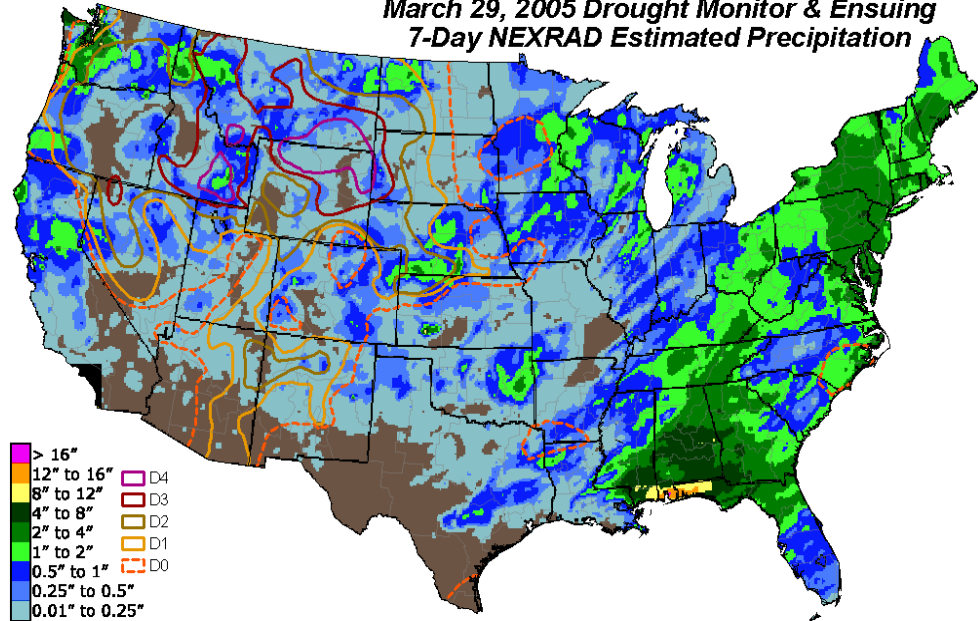 March 29, 2005 Drought Monitor & Ensuing
7-Day NEXRAD Estimated Precipitation
> 16"
12" to 16"
8" to 12"
4" to 8"
2" to 4"
1" to 2"
0.5" to 1"
0.25" to 0.5"
0.01" to 0.25"
D4
D3
D2
D1
D0